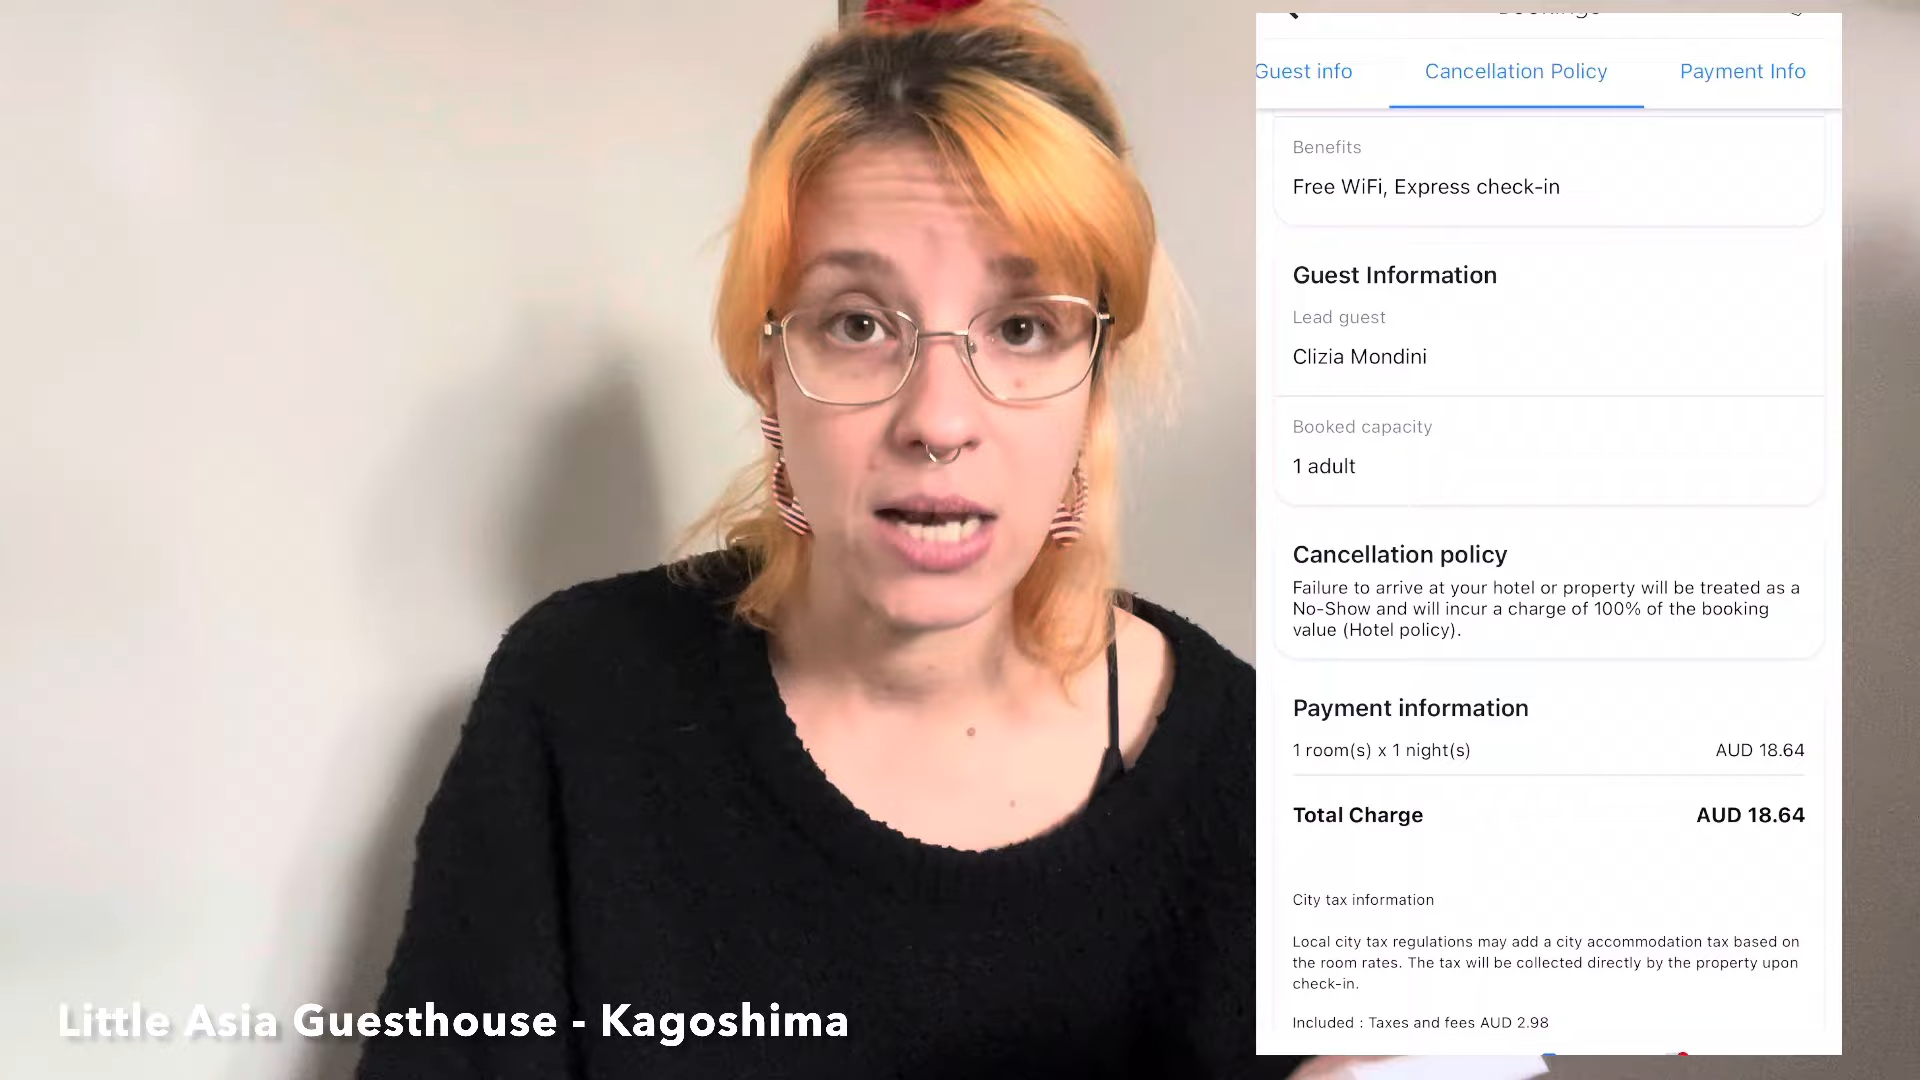 Guest info
Cancellation Policy
Payment Info
Benefits
Free WiFi, Express check-in
Guest Information
Lead guest
Clizia Mondini
Booked capacity
1 adult
Cancellation policy
Failure to arrive at your hotel or property will be treated as a
No-Show and will incur a charge of 100% of the booking
value (Hotel policy).
Payment information
1 room(s) x 1 night(s) AUD 18.64
Total Charge AUD 18.64
City tax information
Local city tax regulations may add a city accommodation tax based on
the room rates. The tax will be collected directly by the property upon
check-in.
Included : Taxes and fees AUD 2.98
Little Asia Guesthouse - Kagoshima